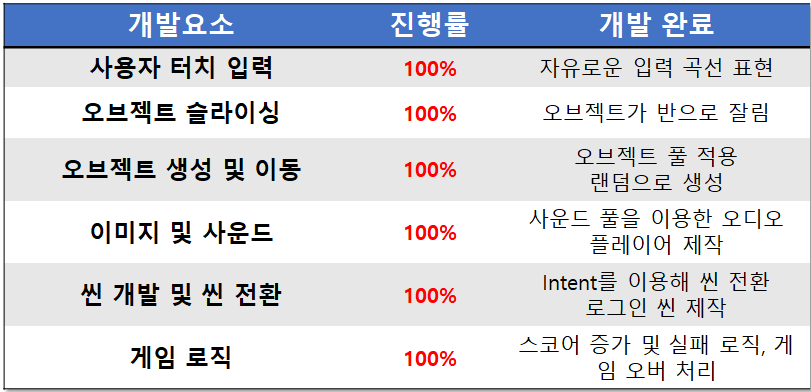 개발요소 진행률 개발 완료
사용자 터치 입력 100% 자유로운 입력 곡선 표현
오브젝트 슬라이싱 100% 오브젝트가 반으로 잘림
오브젝트 생성 및 이동 100% 오브젝트 풀 적용
랜덤으로 생성
이미지 및 사운드 100% 사운드 풀을 이용한 오디오
플레이어 제작
씬 개발 및 씬 전환 100% Intent를 이용해 씬 전환
로그인 씬 제작
게임 로직 100% 스코어 증가 및 실패 로직, 게
임 오버 처리